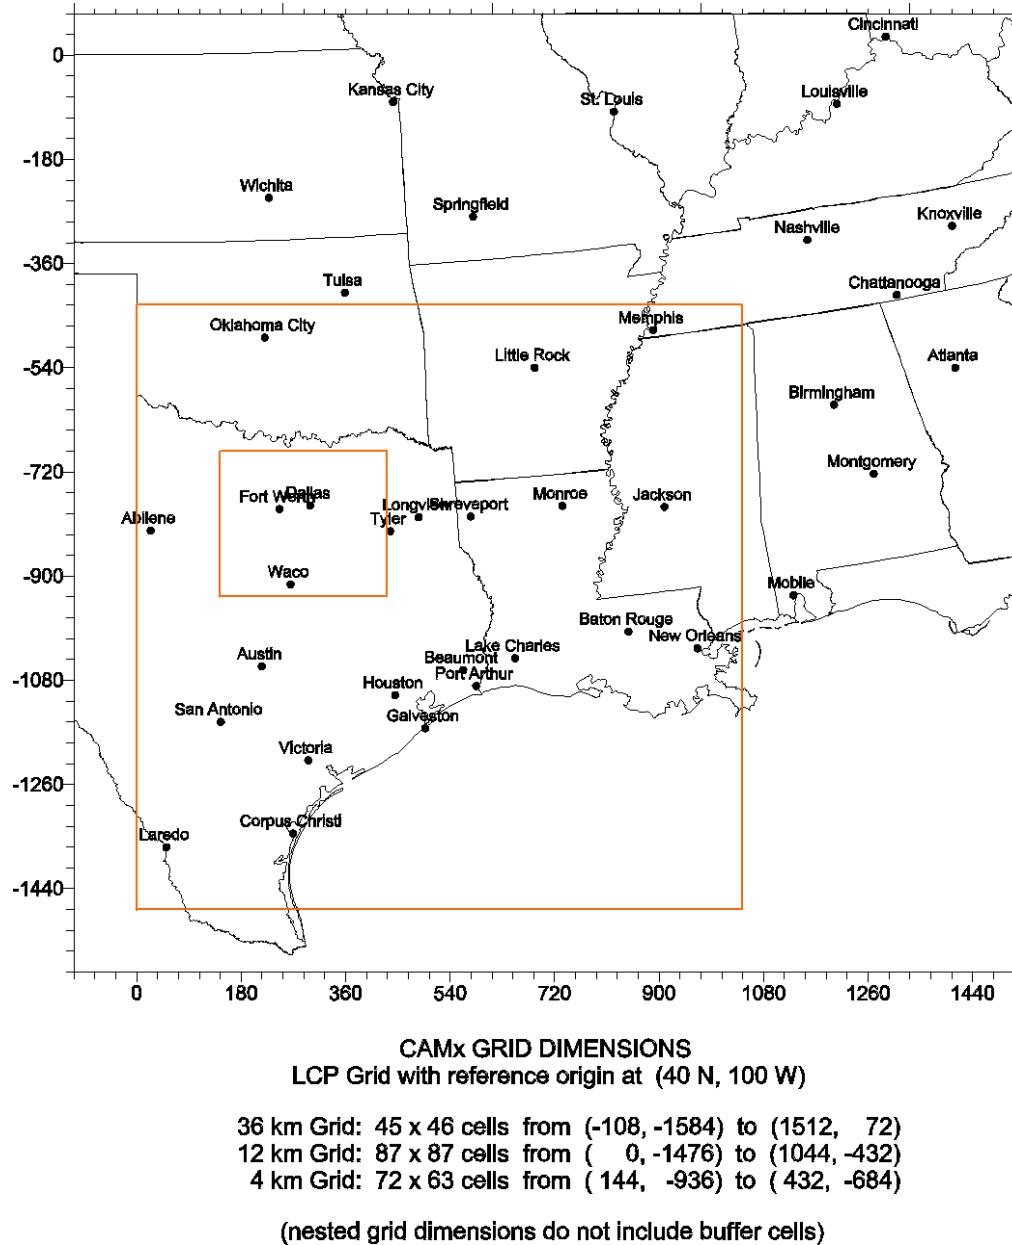 Cincinnati
0
Kansas City
St. Louis
Louisville
-180
Wichita
Springfield
Knoxville
Nashville
-360
Tulsa
Chattanooga
Oklahoma City
Memphis
-540
Little Rock
Atlanta
Birmingham
-720
Montgomery
Fort Worth
Dallas
Longview
Shreveport
Monroe
Jackson
Abilene
Tyler
-900
Waco
Mobile
Baton Rouge
New Orleans
Austin
Beaumont
Lake Charles
-1080
Houston
Port Arthur
San Antonio
Galveston
Victoria
-1260
Laredo
Corpus Christi
-1440
0 180 360 540 720 900 1080 1260 1440
CAMx GRID DIMENSIONS
LCP Grid with reference origin at (40 N, 100 W)
36 km Grid: 45 x 46 cells from (-108, -1584) to (1512, 72)
12 km Grid: 87 x 87 cells from ( 0, -1476) to (1044, -432)
4 km Grid: 72 x 63 cells from ( 144, -936) to ( 432, -684)
(nested grid dimensions do not include buffer cells)